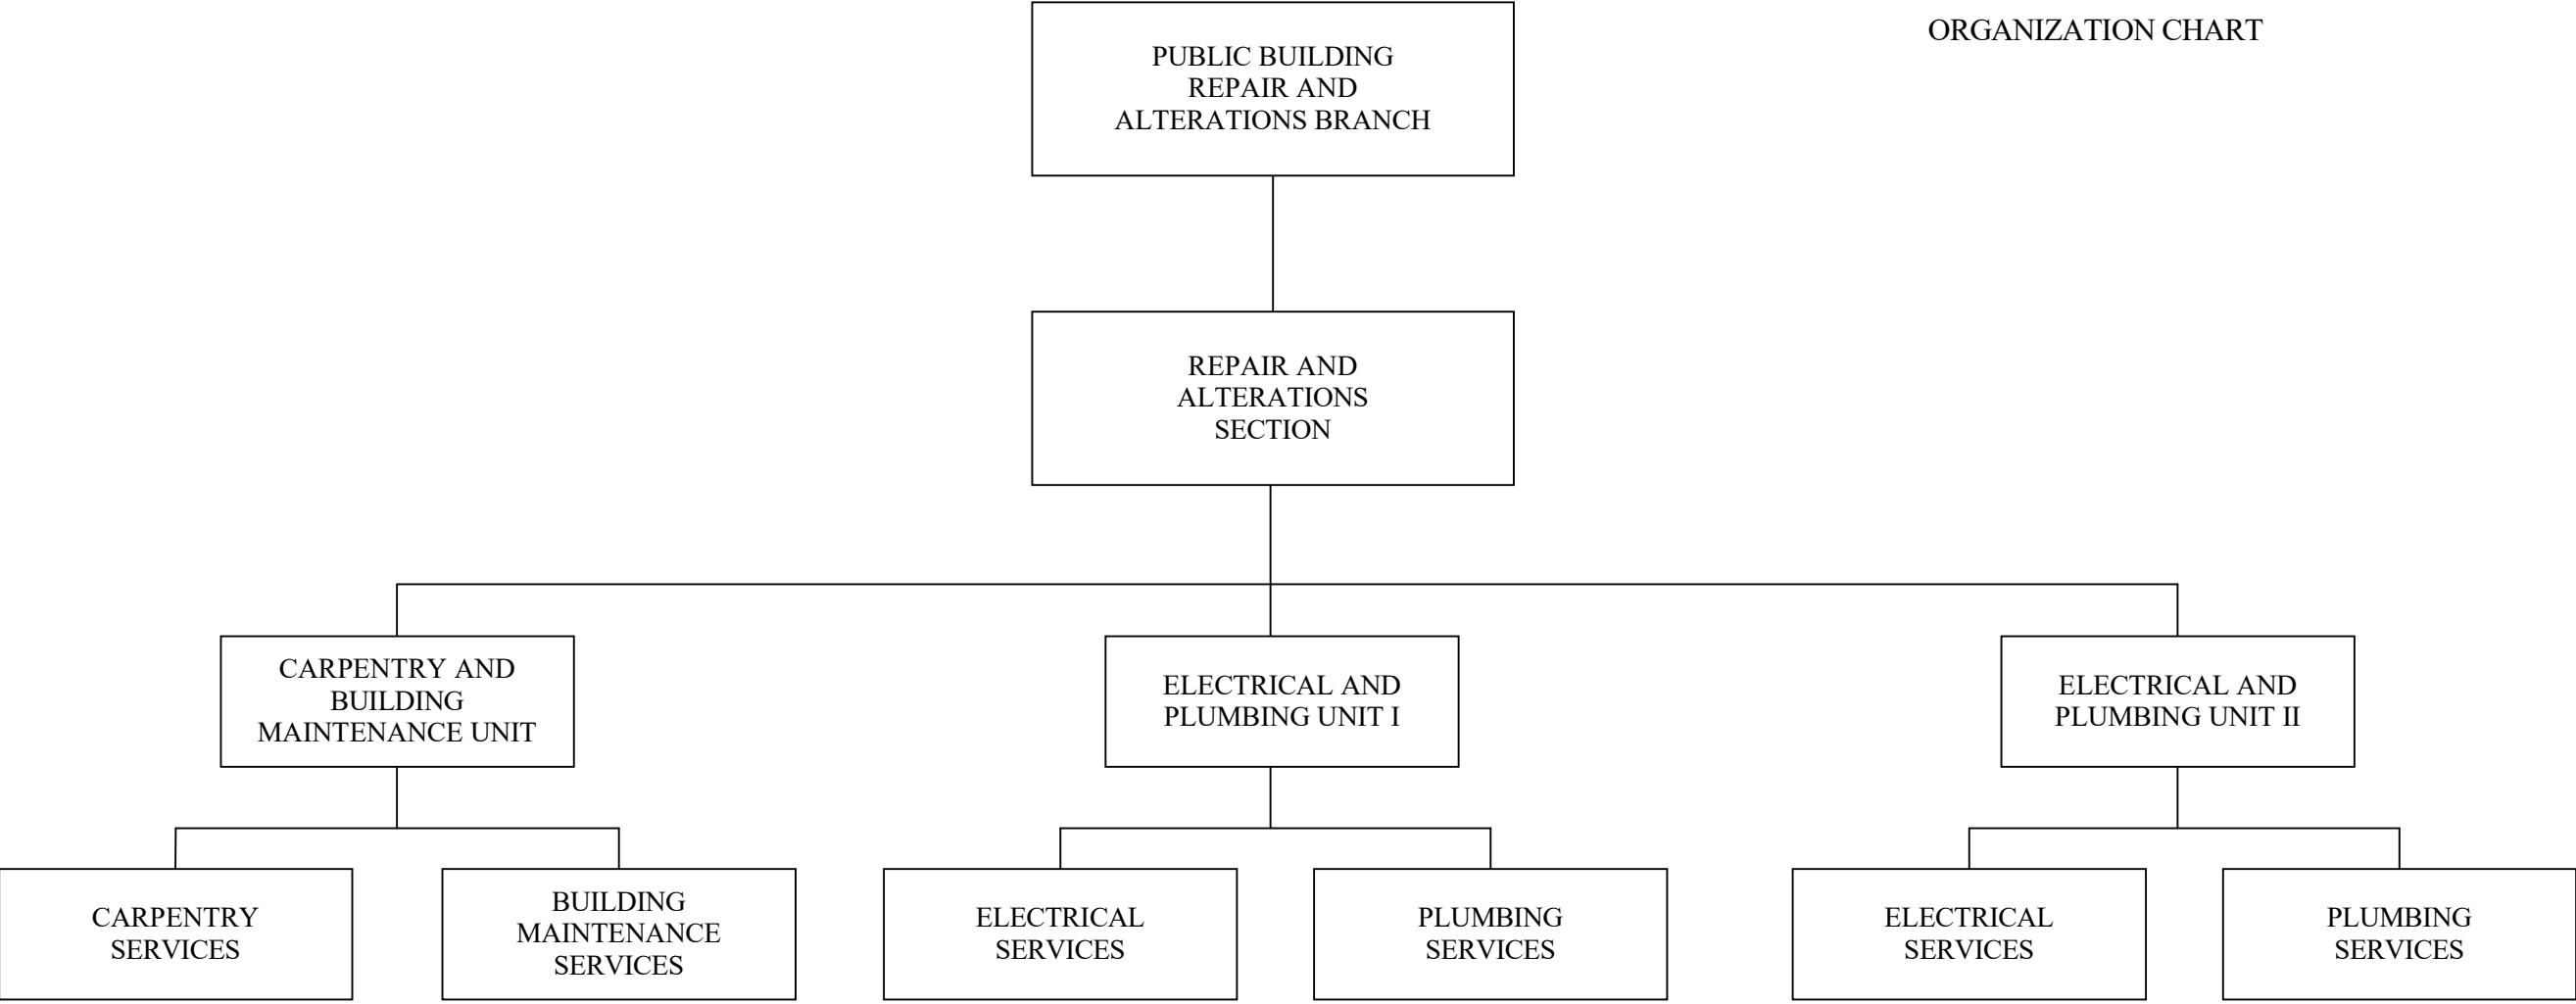 ORGANIZATION CHART
PUBLIC BUILDING
REPAIR AND
ALTERATIONS BRANCH
REPAIR AND
ALTERATIONS
SECTION
CARPENTRY AND
BUILDING
MAINTENANCE UNIT
ELECTRICAL AND
PLUMBING UNIT I
ELECTRICAL AND
PLUMBING UNIT II
CARPENTRY
SERVICES
BUILDING
MAINTENANCE
SERVICES
ELECTRICAL
SERVICES
PLUMBING
SERVICES
ELECTRICAL
SERVICES
PLUMBING
SERVICES